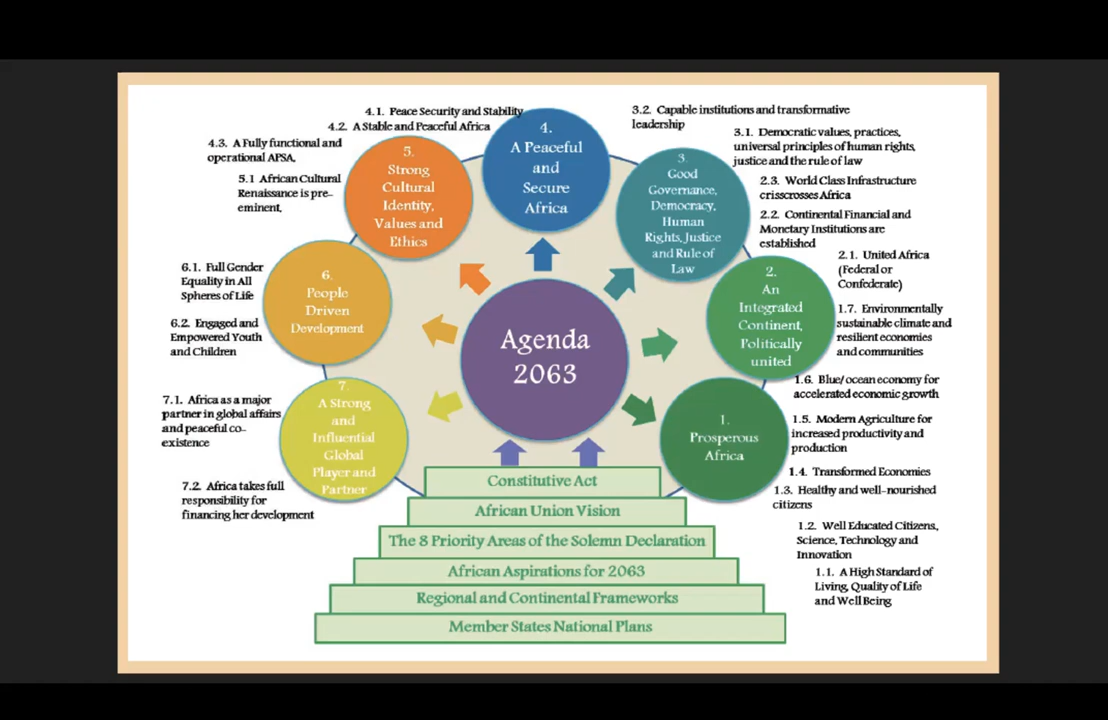 4.1. Peace Security and Stability
4.2. A Stable and Peaceful Africa
4.3. A Fully functional and
operational APSA.
5.1 African Cultural
Renaissance is pre-
eminent.
6.1. Full Gender
Equality in All
Spheres of Life
6.2. Engaged and
Empowered Youth
and Children
7.1. Africa as a major
partner in global affairs
and peaceful co-
existence
7.2. Africa takes full
responsibility for
financing her development
4.
A Peaceful
and
Secure
Africa
5.
Strong
Cultural
Identity,
Values and
Ethics
6.
People
Driven
Development
7.
A Strong
and
Influential
Global
Player and
Partner
3.
Good
Governance,
Democracy,
Human
Rights, Justice
and Rule of
Law
2.
An
Integrated
Continent,
Politically
united
1.
Prosperous
Africa
Agenda
2063
3.2. Capable institutions and transformative
leadership
3.1. Democratic values, practices,
universal principles of human rights,
justice and the rule of law
2.3. World Class Infrastructure
crisscrosses Africa
2.2. Continental Financial and
Monetary Institutions are
established
2.1. United Africa
(Federal or
Confederate)
1.7. Environmentally
sustainable climate and
resilient economies
and communities
1.6. Blue/ ocean economy for
accelerated economic growth
1.5. Modern Agriculture for
increased productivity and
production
1.4. Transformed Economies
1.3. Healthy and well-nourished
citizens
1.2. Well Educated Citizens,
Science, Technology and
Innovation
1.1. A High Standard of
Living, Quality of Life
and Well Being
Constitutive Act
African Union Vision
The 8 Priority Areas of the Solemn Declaration
African Aspirations for 2063
Regional and Continental Frameworks
Member States National Plans